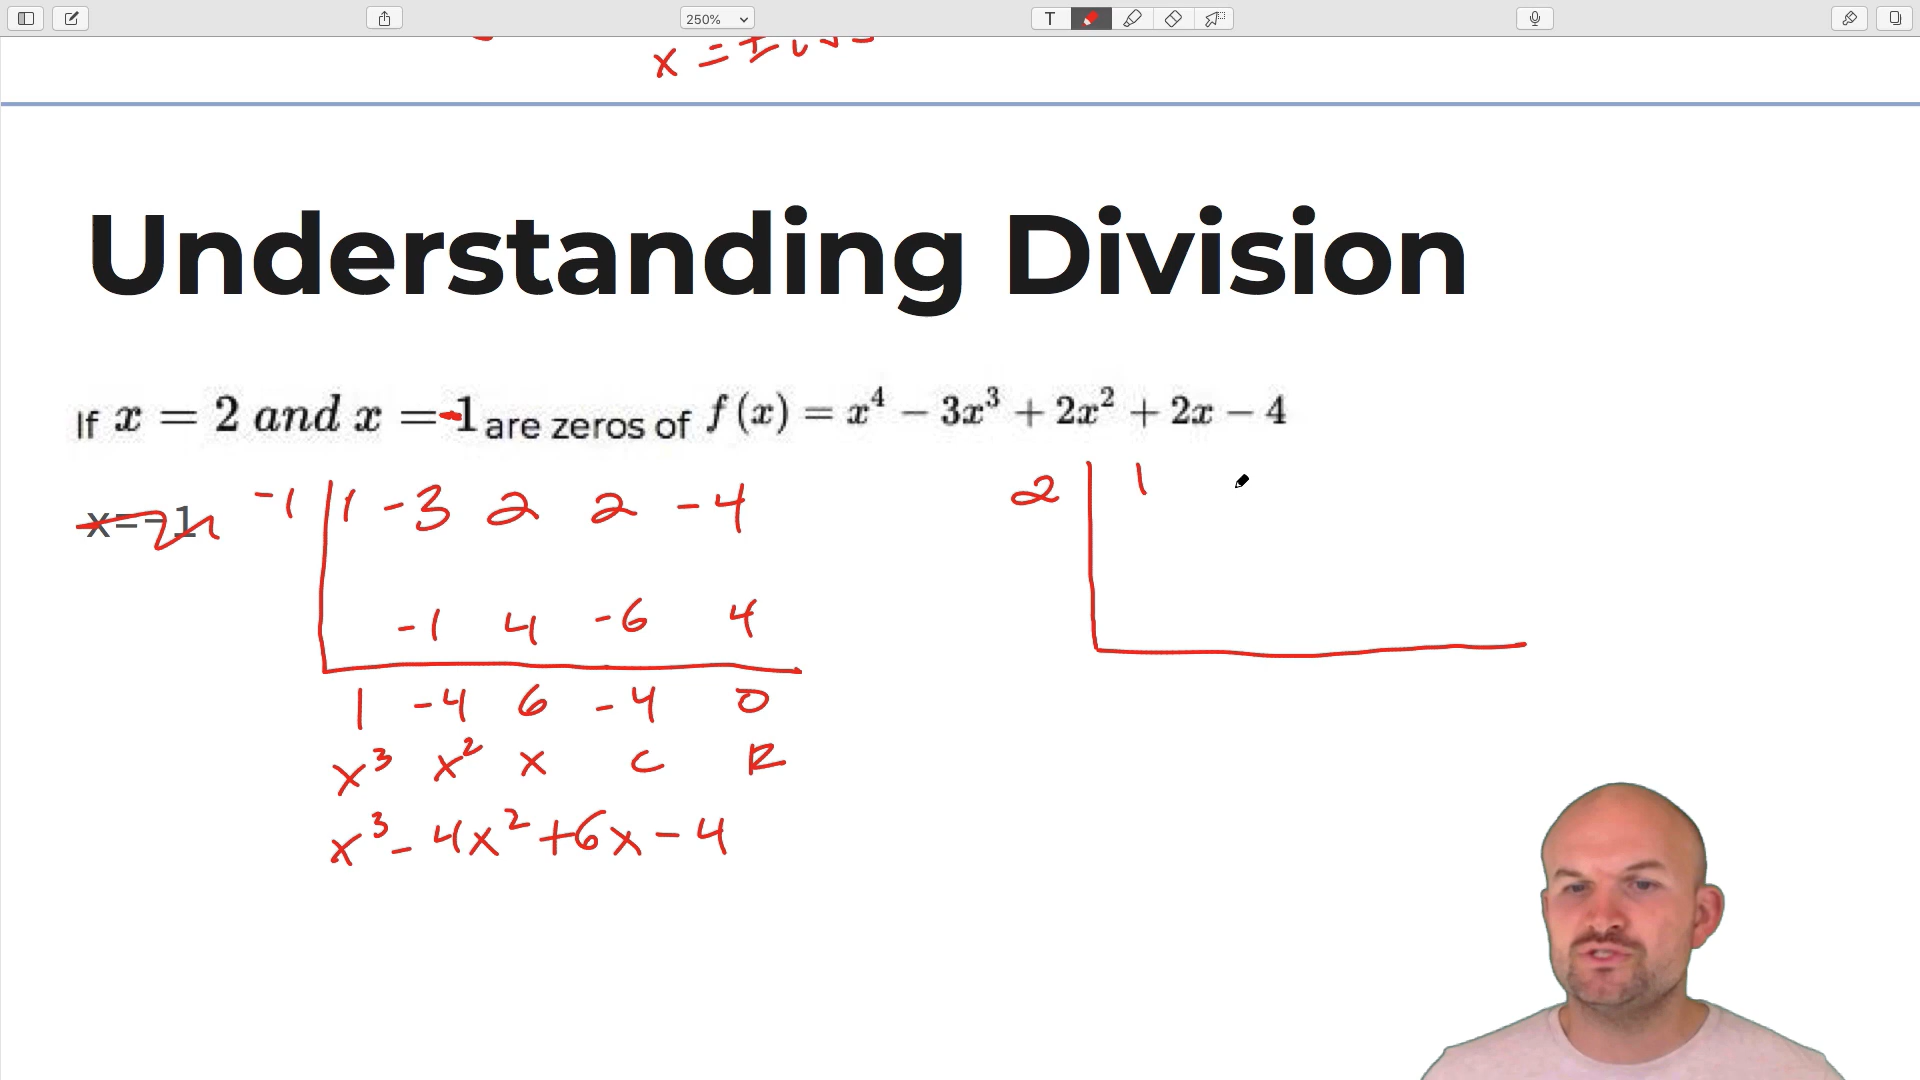 250%
T
x = ±i√
Understanding Division
If x = 2 and x = -1 are zeros of f(x) = x⁴ − 3x³ + 2x² + 2x − 4
x=-1
-1 | 1 -3 2 2 -4
-1 4 -6 4
1 -4 6 -4 0
x³ x² x C R
x³ - 4x² + 6x - 4
2 | 1